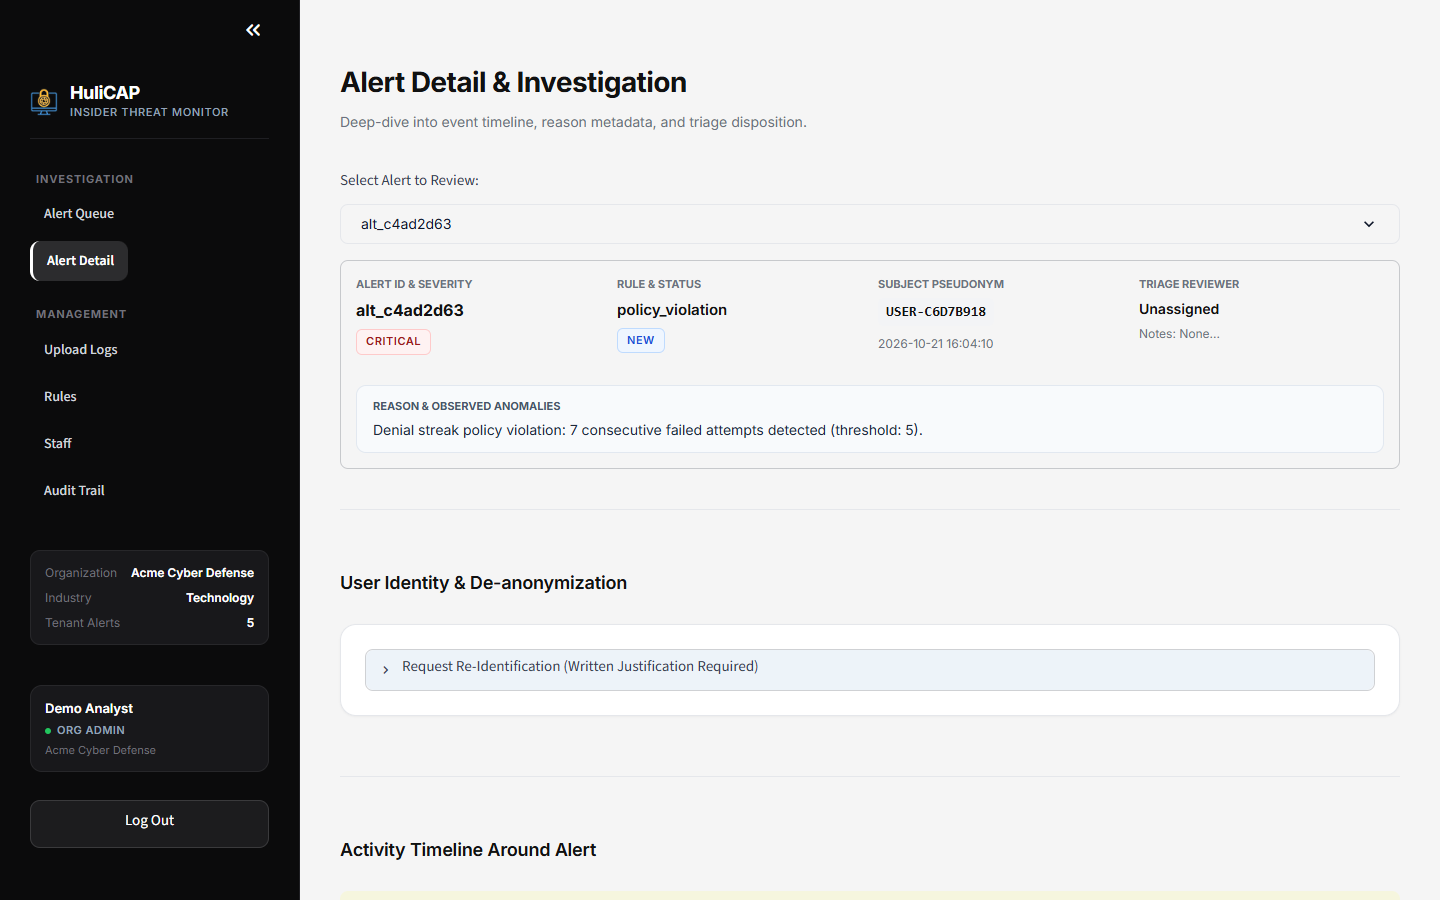 HuliCAP
INSIDER THREAT MONITOR
INVESTIGATION
Alert Queue
Alert Detail
MANAGEMENT
Upload Logs
Rules
Staff
Audit Trail
Organization Acme Cyber Defense
Industry Technology
Tenant Alerts 5
Demo Analyst
ORG ADMIN
Acme Cyber Defense
Log Out
Alert Detail & Investigation
Deep-dive into event timeline, reason metadata, and triage disposition.
Select Alert to Review:
alt_c4ad2d63
ALERT ID & SEVERITY
alt_c4ad2d63
CRITICAL
RULE & STATUS
policy_violation
NEW
SUBJECT PSEUDONYM
USER-C6D7B918
2026-10-21 16:04:10
TRIAGE REVIEWER
Unassigned
Notes: None...
REASON & OBSERVED ANOMALIES
Denial streak policy violation: 7 consecutive failed attempts detected (threshold: 5).
User Identity & De-anonymization
Request Re-Identification (Written Justification Required)
Activity Timeline Around Alert